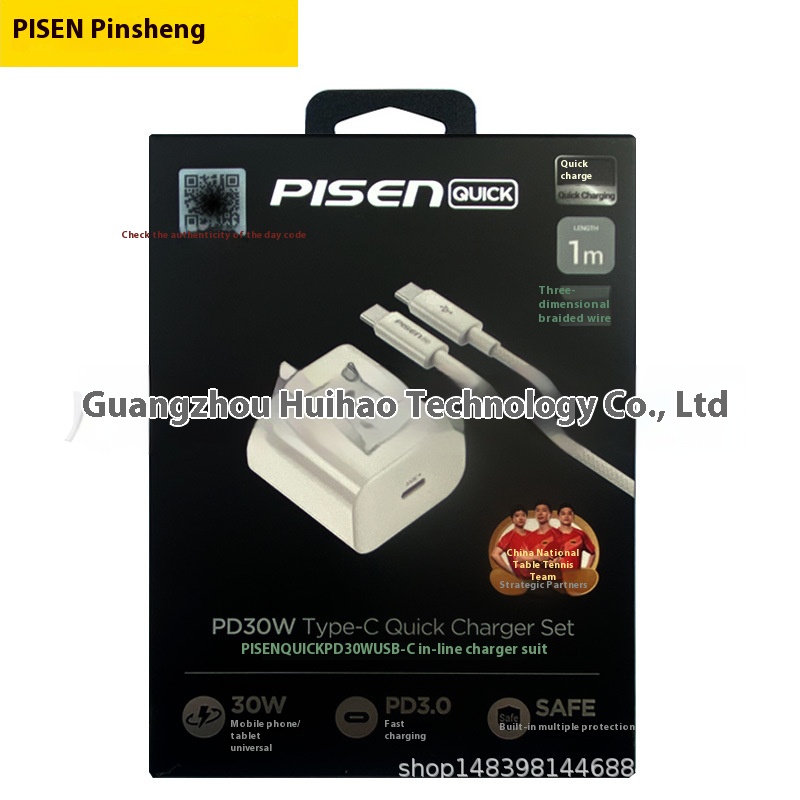 PISEN Pinsheng
PISEN QUICK
Quick
charge
Quick Charging
Check the authenticity of the day code
LENGTH
1m
Three-
dimensional
braided wire
PISEN
Guangzhou Huihao Technology Co., Ltd
China National
Table Tennis
Team
Strategic Partners
PD30W Type-C Quick Charger Set
PISENQUICKPD30WUSB-C in-line charger suit
30W
Mobile phone/
tablet
universal
PD3.0
Fast
charging
SAFE
Safe
Built-in multiple protection
shop148398144688